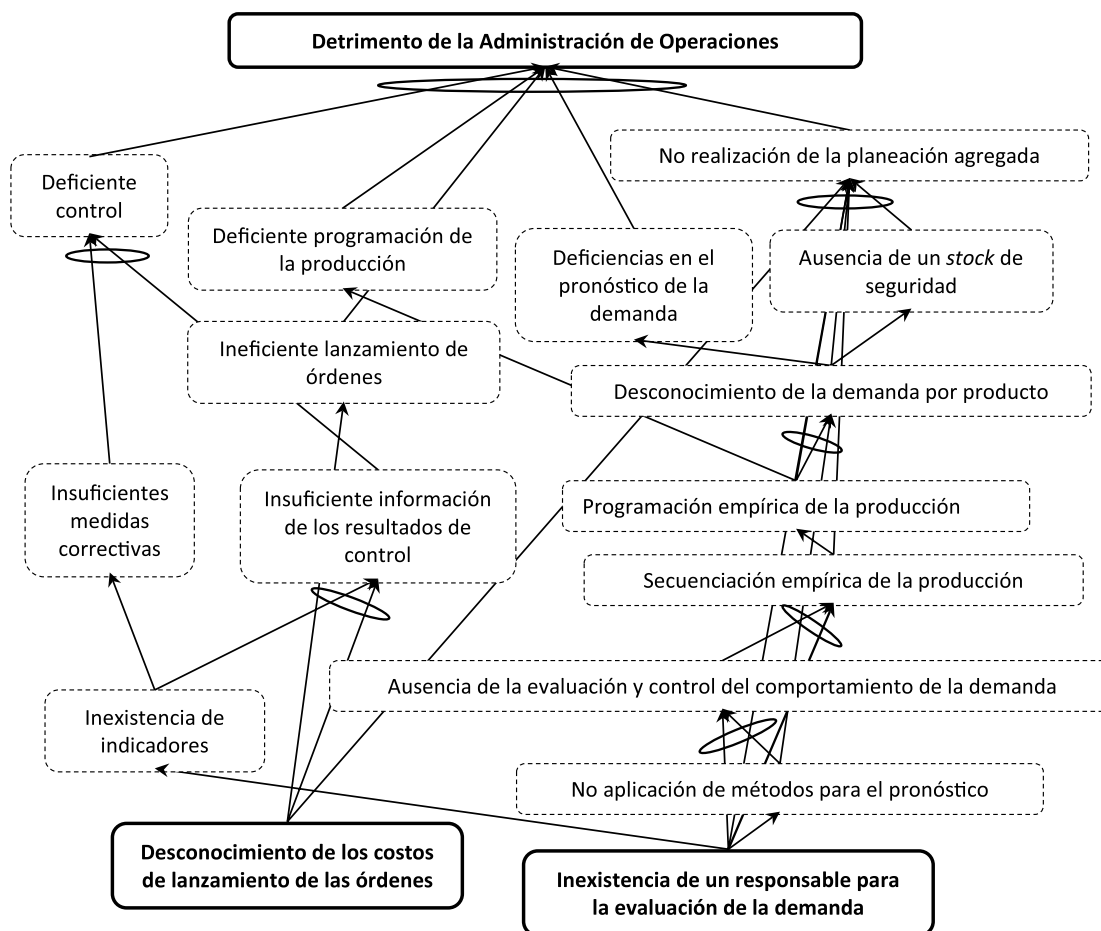 Detrimento de la Administración de Operaciones
No realización de la planeación agregada
Deficiente
control
Deficiente programación de
la producción
Deficiencias en el
pronóstico de la
demanda
Ausencia de un stock de
seguridad
Ineficiente lanzamiento de
órdenes
Desconocimiento de la demanda por producto
Insuficientes
medidas
correctivas
Insuficiente información
de los resultados de
control
Programación empírica de la producción
Secuenciación empírica de la producción
Ausencia de la evaluación y control del comportamiento de la demanda
Inexistencia de
indicadores
No aplicación de métodos para el pronóstico
Desconocimiento de los costos
de lanzamiento de las órdenes
Inexistencia de un responsable para
la evaluación de la demanda